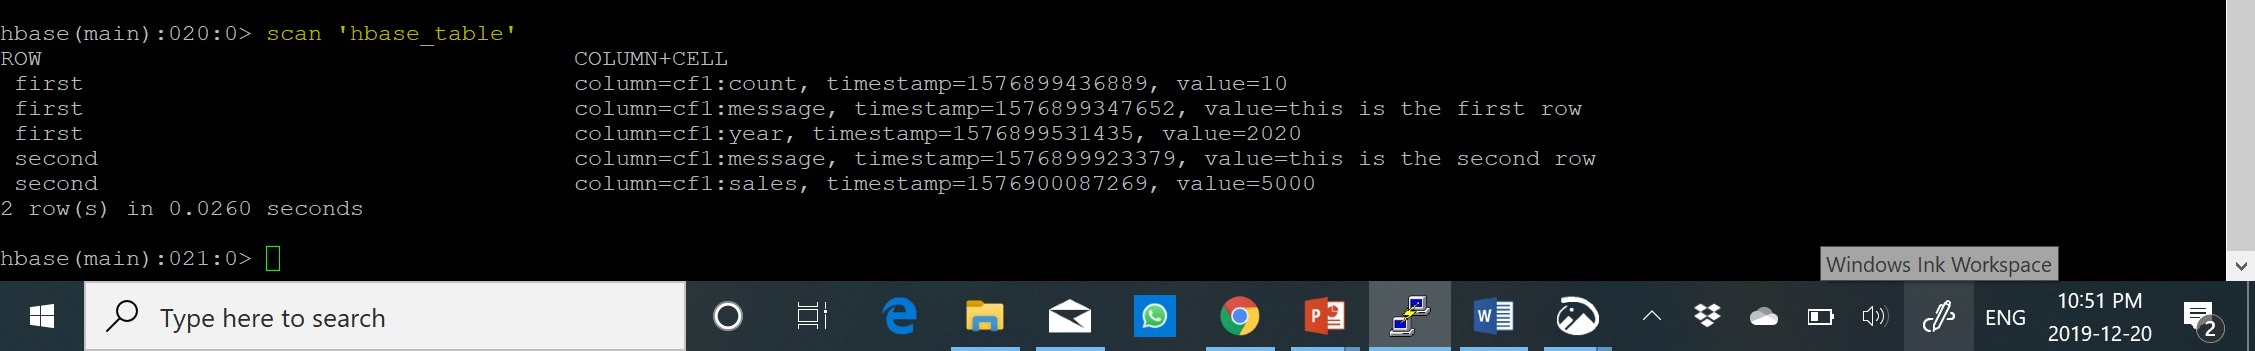 hbase(main):020:0> scan 'hbase_table'
ROW COLUMN+CELL
first column=cf1:count, timestamp=1576899436889, value=10
first column=cf1:message, timestamp=1576899347652, value=this is the first row
first column=cf1:year, timestamp=1576899531435, value=2020
second column=cf1:message, timestamp=1576899923379, value=this is the second row
second column=cf1:sales, timestamp=1576900087269, value=5000
2 row(s) in 0.0260 seconds
hbase(main):021:0>
Windows Ink Workspace
Type here to search
P
W
ENG
10:51 PM
2019-12-20
2